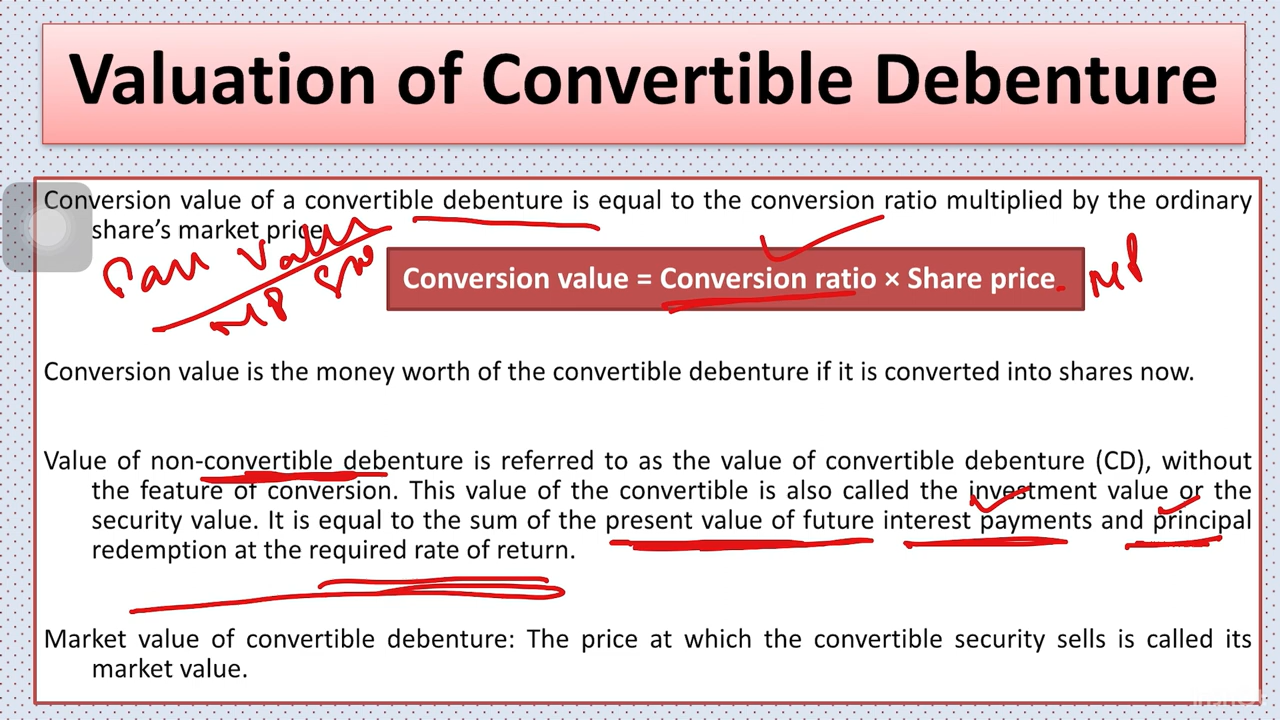 Valuation of Convertible Debenture
Conversion value of a convertible debenture is equal to the conversion ratio multiplied by the ordinary
share's market price
Conversion value = Conversion ratio × Share price
MP
Conversion value is the money worth of the convertible debenture if it is converted into shares now.
Value of non-convertible debenture is referred to as the value of convertible debenture (CD), without
the feature of conversion. This value of the convertible is also called the investment value or the
security value. It is equal to the sum of the present value of future interest payments and principal
redemption at the required rate of return.
Market value of convertible debenture: The price at which the convertible security sells is called its
market value.